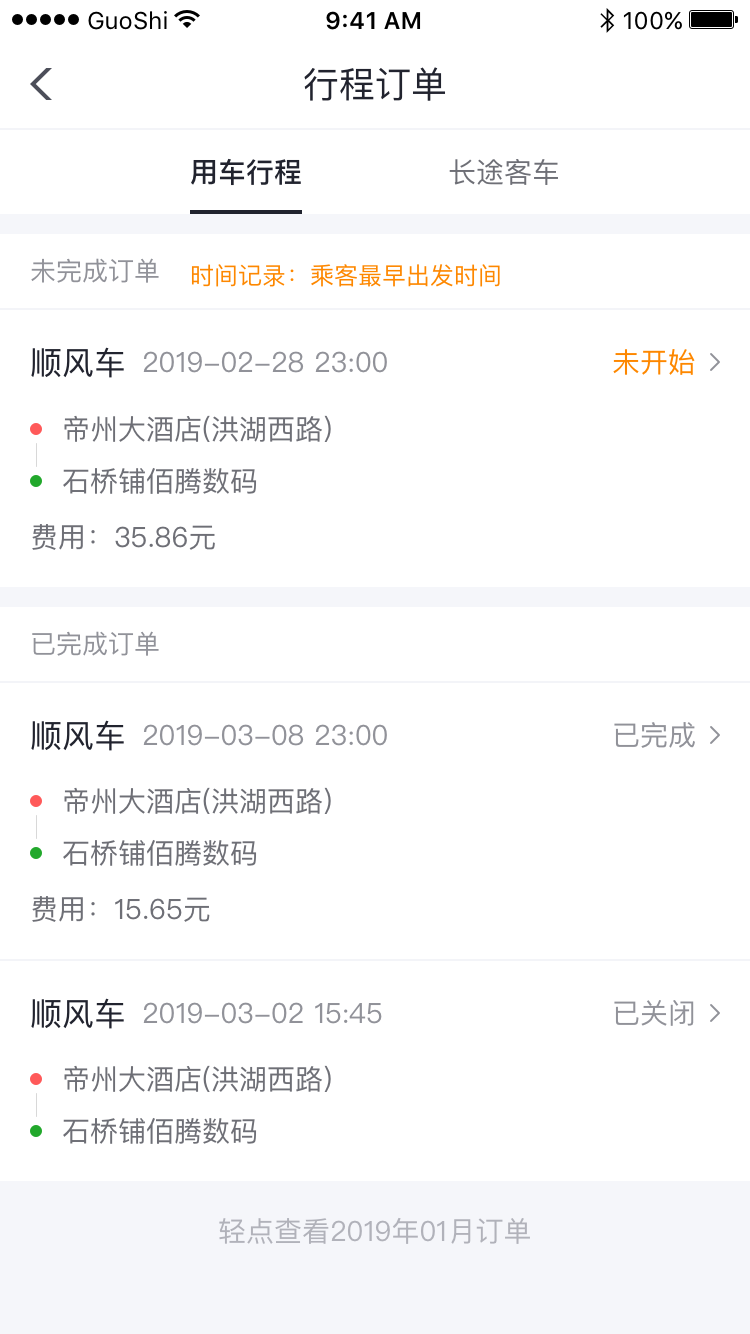 GuoShi 9:41 AM 100%
行程订单
用车行程 长途客车
未完成订单 时间记录：乘客最早出发时间
顺风车 2019-02-28 23:00 未开始
帝州大酒店(洪湖西路)
石桥铺佰腾数码
费用：35.86元
已完成订单
顺风车 2019-03-08 23:00 已完成
帝州大酒店(洪湖西路)
石桥铺佰腾数码
费用：15.65元
顺风车 2019-03-02 15:45 已关闭
帝州大酒店(洪湖西路)
石桥铺佰腾数码
轻点查看2019年01月订单